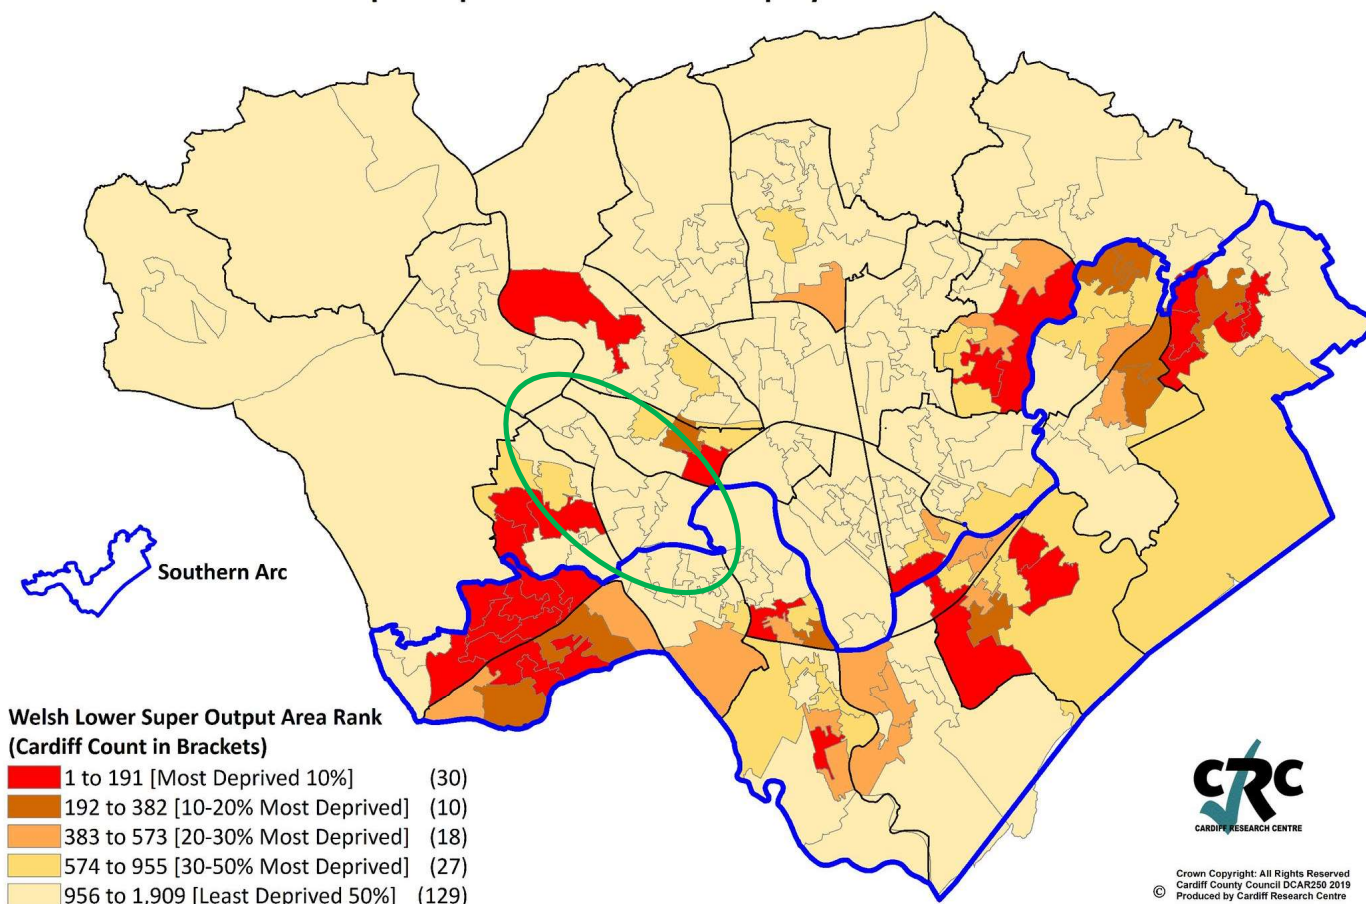 Southern Arc
Welsh Lower Super Output Area Rank
(Cardiff Count in Brackets)
1 to 191 [Most Deprived 10%] (30)
192 to 382 [10-20% Most Deprived] (10)
383 to 573 [20-30% Most Deprived] (18)
574 to 955 [30-50% Most Deprived] (27)
956 to 1,909 [Least Deprived 50%] (129)
CRC
CARDIFF RESEARCH CENTRE
Crown Copyright: All Rights Reserved
Cardiff County Council DCAR250 2019
© Produced by Cardiff Research Centre